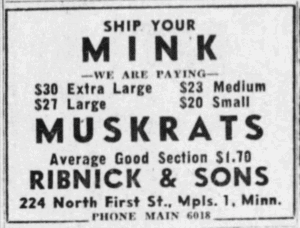 SHIP YOUR
MINK
—WE ARE PAYING—
$30 Extra Large $23 Medium
$27 Large $20 Small
MUSKRATS
Average Good Section $1.70
RIBNICK & SONS
224 North First St., Mpls. 1, Minn.
PHONE MAIN 6018